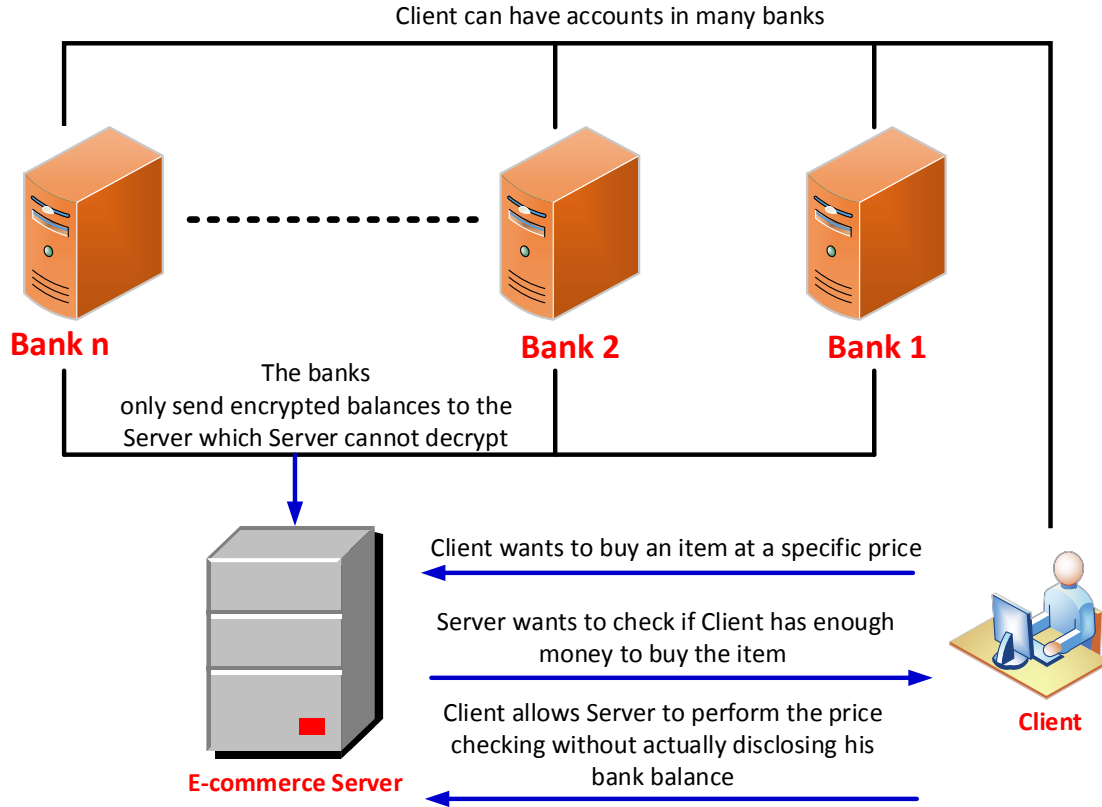 Client can have accounts in many banks
Bank n
Bank 2
Bank 1
The banks
only send encrypted balances to the
Server which Server cannot decrypt
Client wants to buy an item at a specific price
Server wants to check if Client has enough
money to buy the item
Client allows Server to perform the price
checking without actually disclosing his
bank balance
Client
E-commerce Server